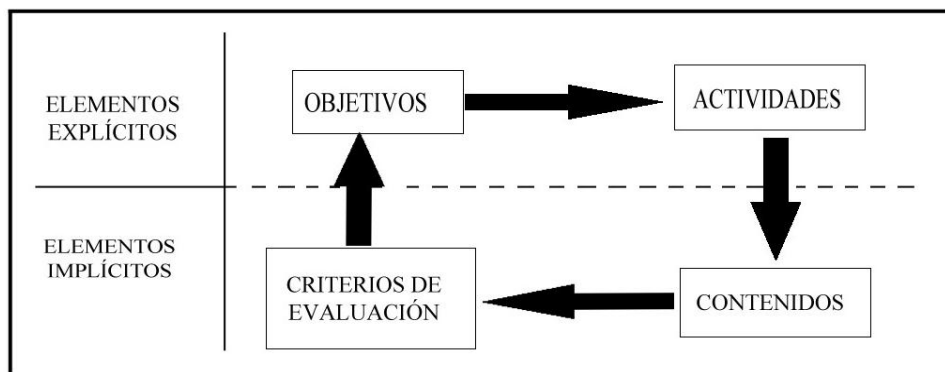 ELEMENTOS
EXPLÍCITOS
OBJETIVOS
ACTIVIDADES
ELEMENTOS
IMPLÍCITOS
CRITERIOS DE
EVALUACIÓN
CONTENIDOS